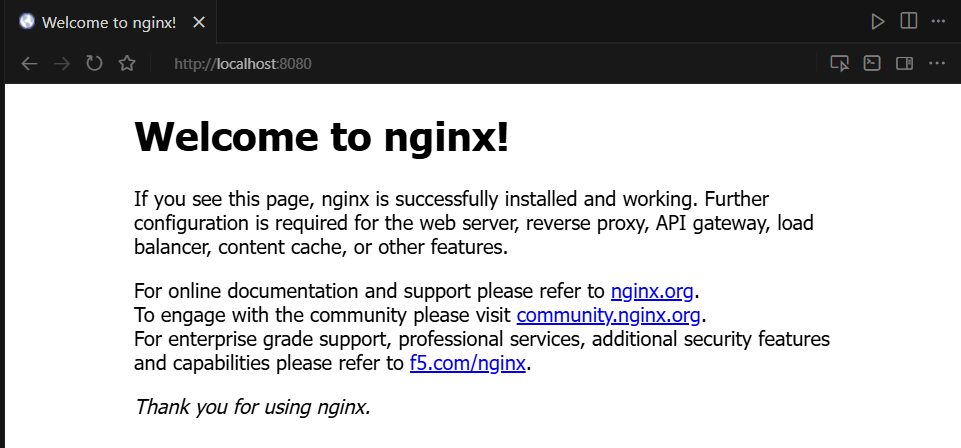 Welcome to nginx!
http://localhost:8080
Welcome to nginx!
If you see this page, nginx is successfully installed and working. Further
configuration is required for the web server, reverse proxy, API gateway, load
balancer, content cache, or other features.
For online documentation and support please refer to nginx.org.
To engage with the community please visit community.nginx.org.
For enterprise grade support, professional services, additional security features
and capabilities please refer to f5.com/nginx.
Thank you for using nginx.